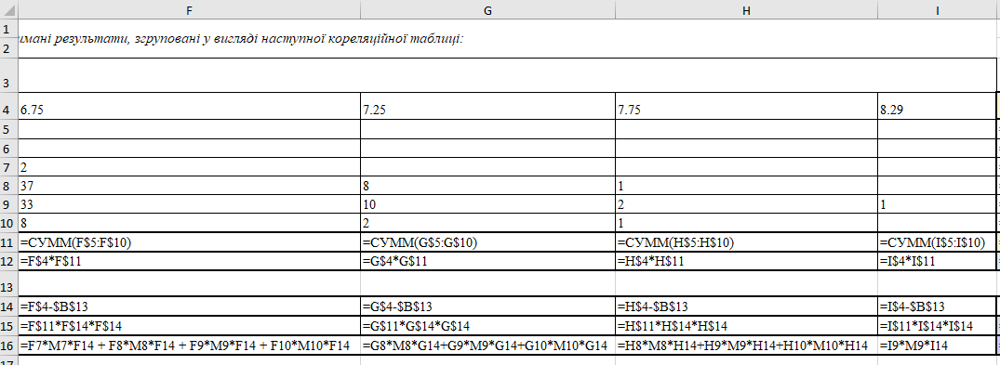 F G H I
1
имані результати, згруповані у вигляді наступної кореляційної таблиці:
2
3
4 6.75 7.25 7.75 8.29
5
6
7 2
8 37 8 1
9 33 10 2 1
10 8 2 1
11 =СУММ(F$5:F$10) =СУММ(G$5:G$10) =СУММ(H$5:H$10) =СУММ(I$5:I$10)
12 =F$4*F$11 =G$4*G$11 =H$4*H$11 =I$4*I$11
13
14 =F$4-$B$13 =G$4-$B$13 =H$4-$B$13 =I$4-$B$13
15 =F$11*F$14*F$14 =G$11*G$14*G$14 =H$11*H$14*H$14 =I$11*I$14*I$14
16 =F7*M7*F14 + F8*M8*F14 + F9*M9*F14 + F10*M10*F14 =G8*M8*G14+G9*M9*G14+G10*M10*G14 =H8*M8*H14+H9*M9*H14+H10*M10*H14 =I9*M9*I14